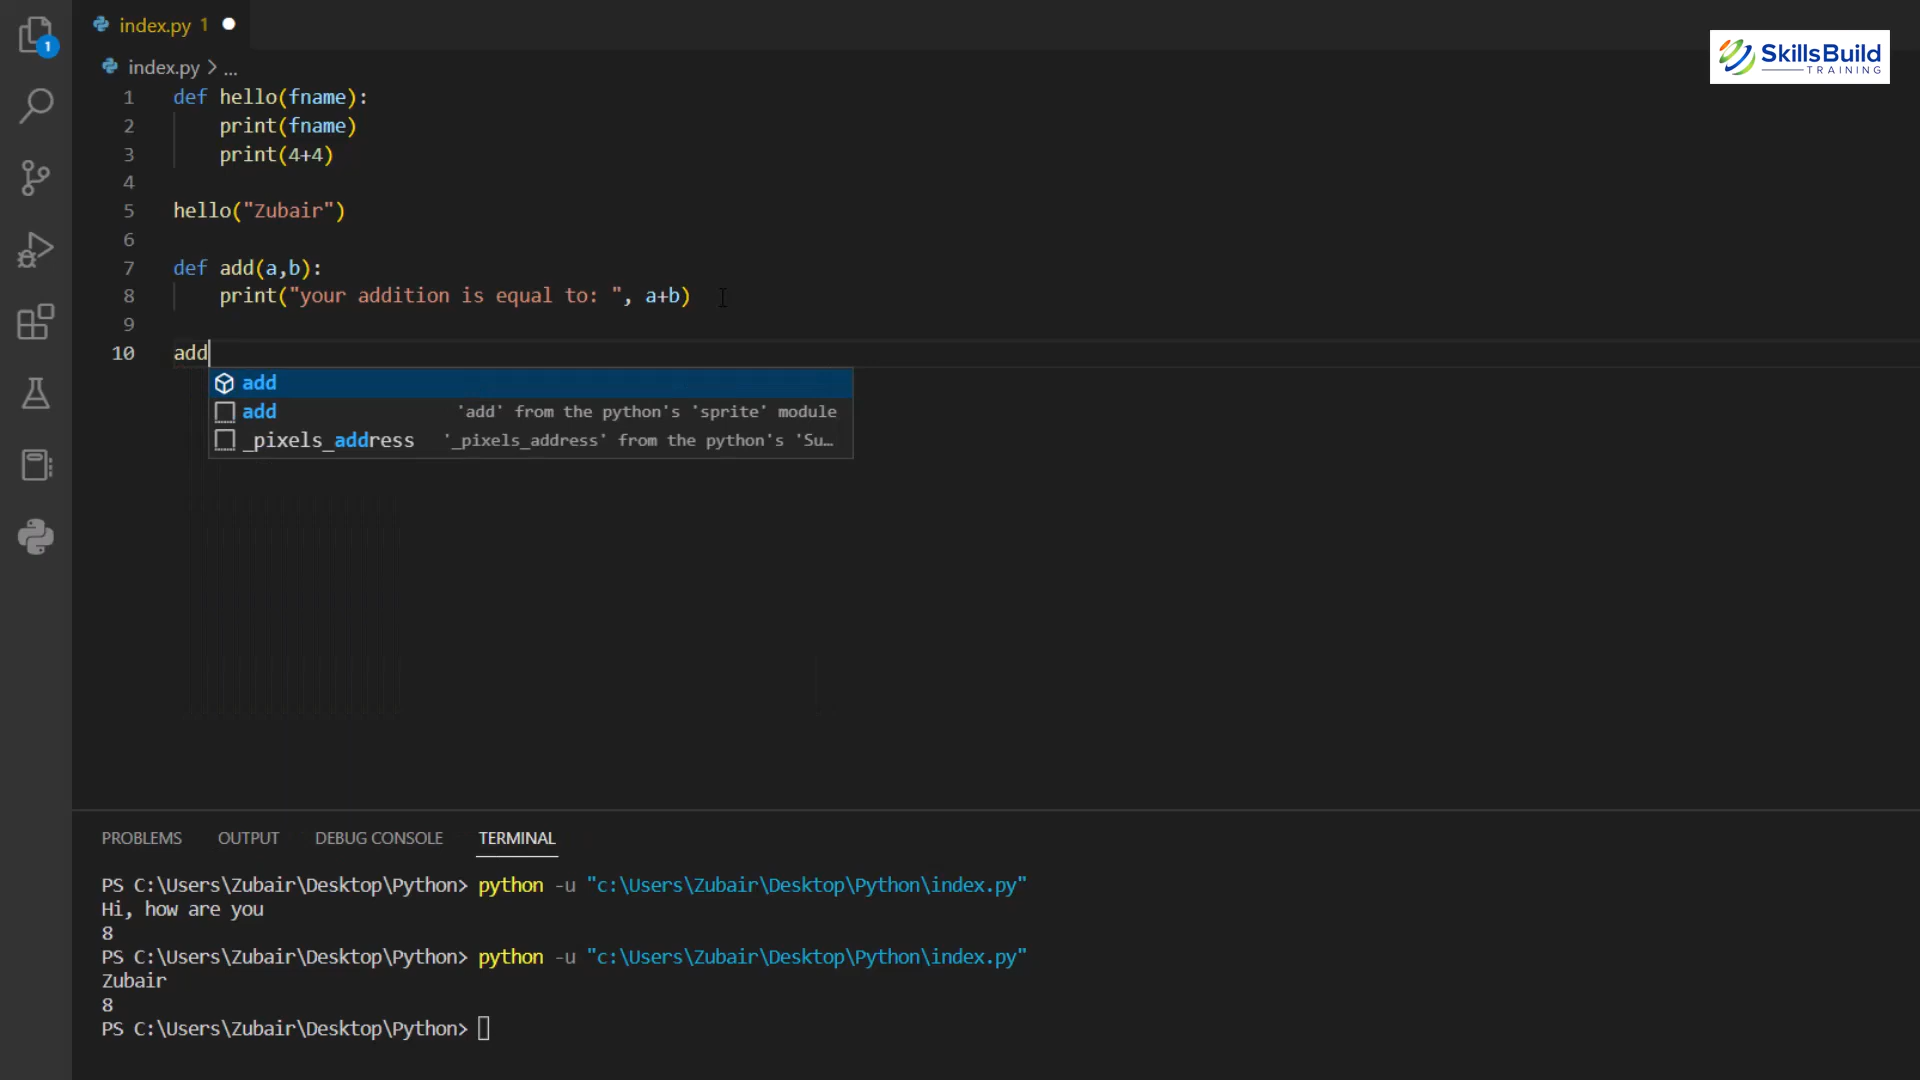 index.py 1
1
SkillsBuild
TRAINING
index.py > ...
1 def hello(fname):
2 print(fname)
3 print(4+4)
4
5 hello("Zubair")
6
7 def add(a,b):
8 print("your addition is equal to: ", a+b)
9
10 add
add
add 'add' from the python's 'sprite' module
_pixels_address '_pixels_address' from the python's 'Su…
PROBLEMS OUTPUT DEBUG CONSOLE TERMINAL
PS C:\Users\Zubair\Desktop\Python> python -u "c:\Users\Zubair\Desktop\Python\index.py"
Hi, how are you
8
PS C:\Users\Zubair\Desktop\Python> python -u "c:\Users\Zubair\Desktop\Python\index.py"
Zubair
8
PS C:\Users\Zubair\Desktop\Python>